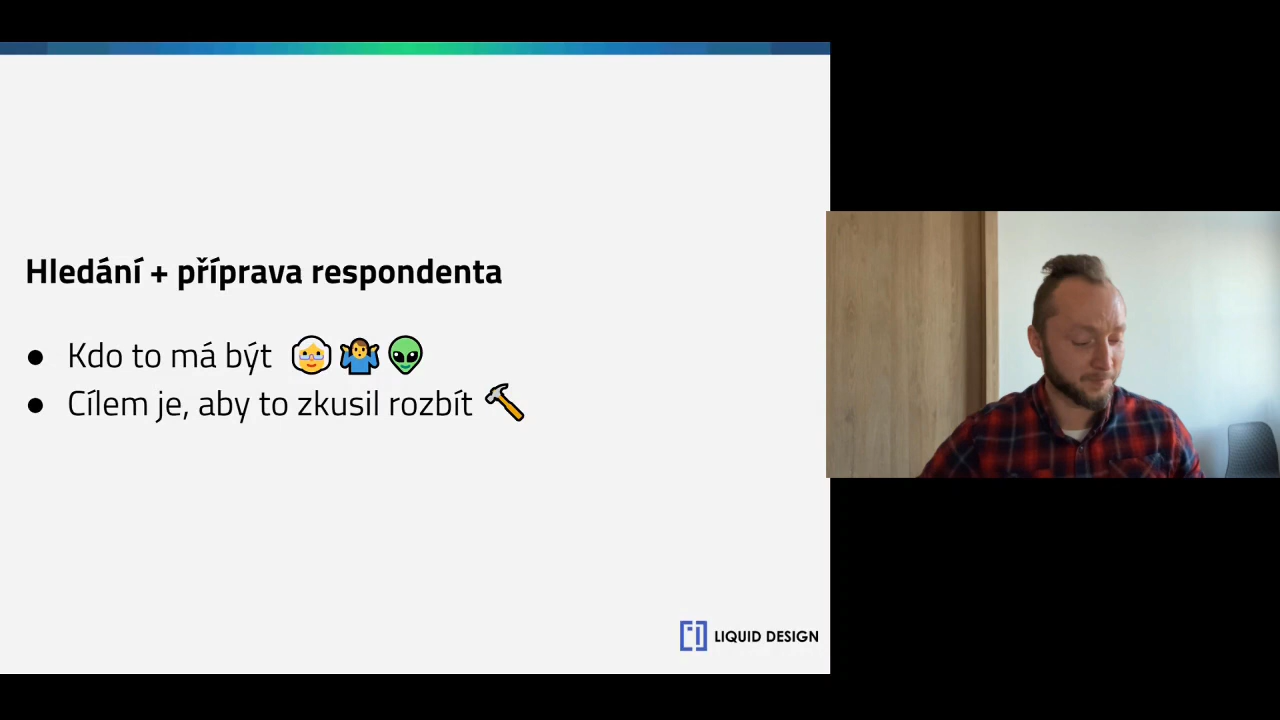 Hledání + příprava respondenta
● Kdo to má být 👵🤷‍♂️👽
● Cílem je, aby to zkusil rozbít 🔨
LIQUID DESIGN